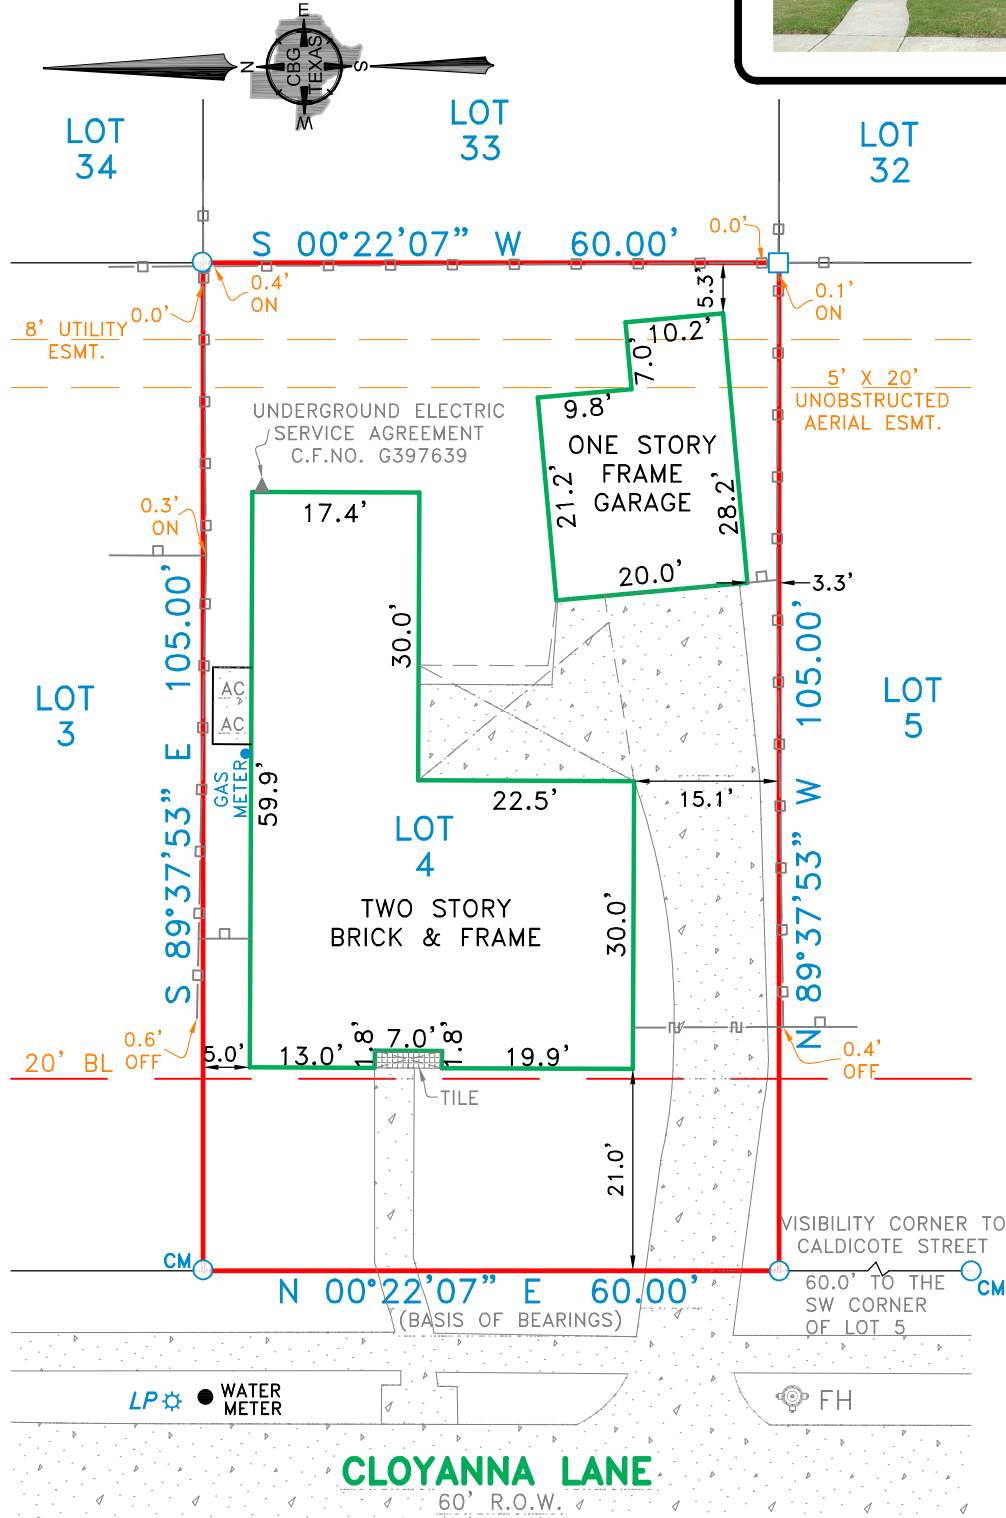 E
N
CBG
TEXAS
S
W
LOT
34
LOT
33
LOT
32
S 00°22'07" W 60.00'
0.0'
0.4'
ON
0.0'
5.3'
0.1'
ON
8' UTILITY
ESMT.
10.2'
7.0'
5' X 20'
UNOBSTRUCTED
AERIAL ESMT.
9.8'
UNDERGROUND ELECTRIC
SERVICE AGREEMENT
C.F.NO. G397639
ONE STORY
FRAME
GARAGE
21.2'
28.2'
17.4'
0.3'
ON
20.0'
3.3'
S 89°37'53" E 105.00'
30.0'
N 89°37'53" W 105.00'
LOT
3
AC
AC
LOT
5
GAS
METER
59.9'
22.5'
15.1'
LOT
4
TWO STORY
BRICK & FRAME
30.0'
20' BL
0.6'
OFF
5.0'
13.0'
1.8'
7.0'
1.8'
19.9'
0.4'
OFF
TILE
21.0'
VISIBILITY CORNER TO
CALDICOTE STREET
CM
N 00°22'07" E 60.00'
(BASIS OF BEARINGS)
60.0' TO THE
SW CORNER
OF LOT 5
CM
LP
WATER
METER
FH
CLOYANNA LANE
60' R.O.W.